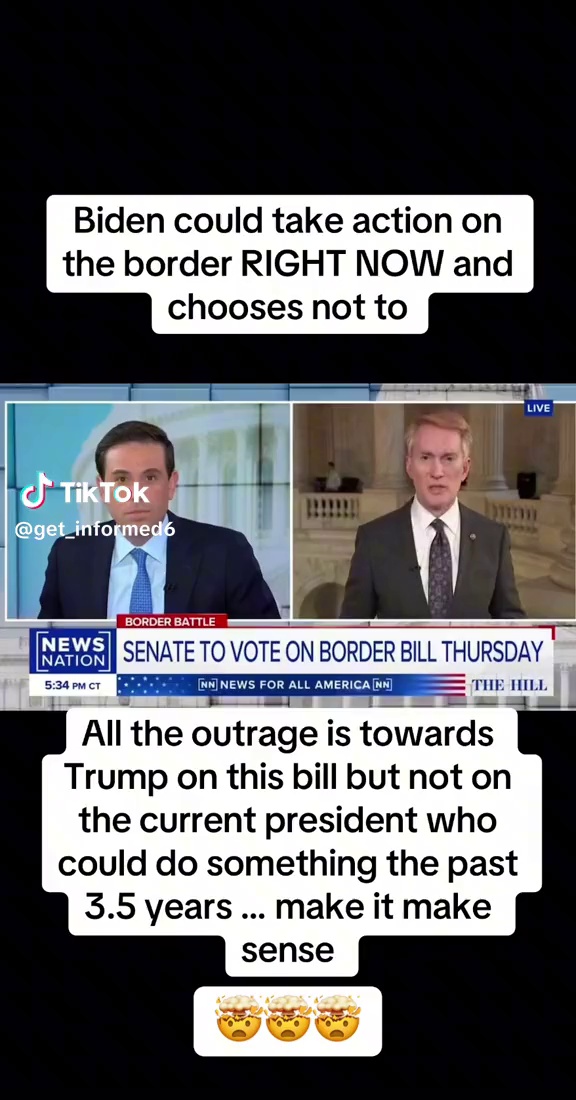 Biden could take action on
the border RIGHT NOW and
chooses not to
LIVE
TikTok
@get_informed6
BORDER BATTLE
NEWS
NATION
SENATE TO VOTE ON BORDER BILL THURSDAY
5:34 PM CT
NN NEWS FOR ALL AMERICA NN
THE HILL
All the outrage is towards
Trump on this bill but not on
the current president who
could do something the past
3.5 years ... make it make
sense
🤯🤯🤯